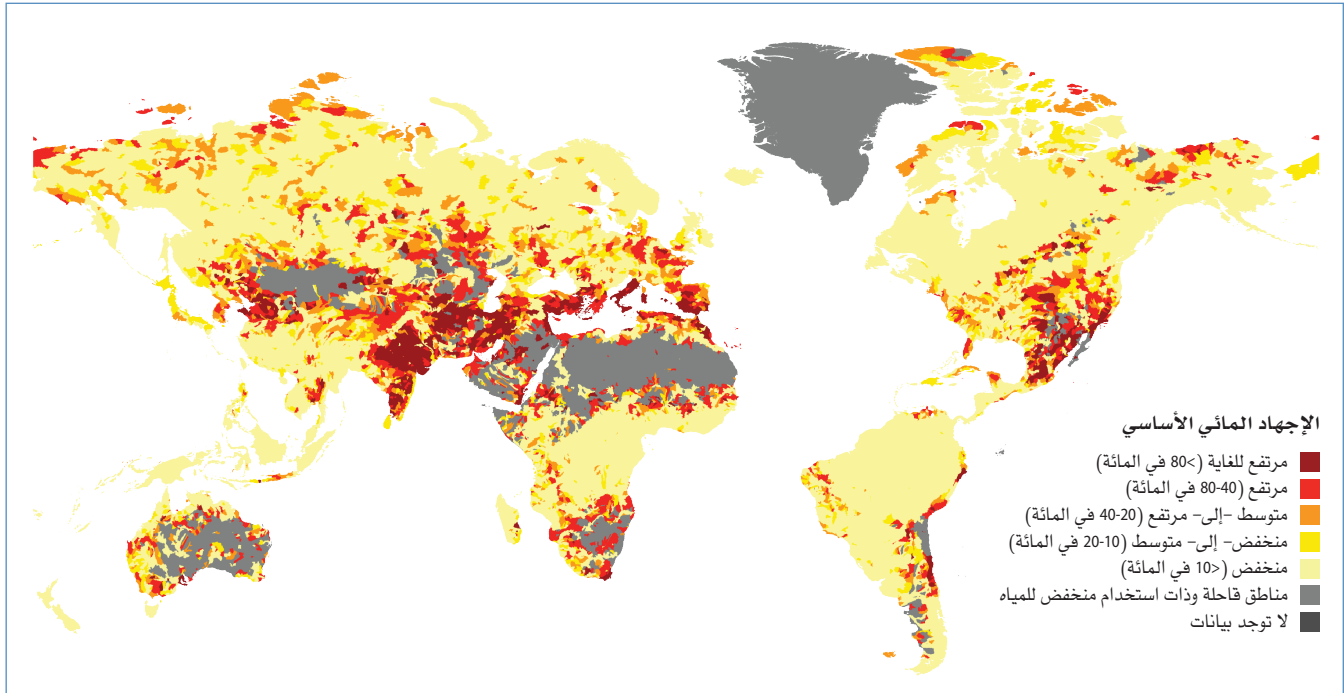 الإجهاد المائي الأساسي
مرتفع للغاية (>80 في المائة)
مرتفع (40-80 في المائة)
متوسط -إلى- مرتفع (20-40 في المائة)
منخفض- إلى- متوسط (10-20 في المائة)
منخفض (<10 في المائة)
مناطق قاحلة وذات استخدام منخفض للمياه
لا توجد بيانات